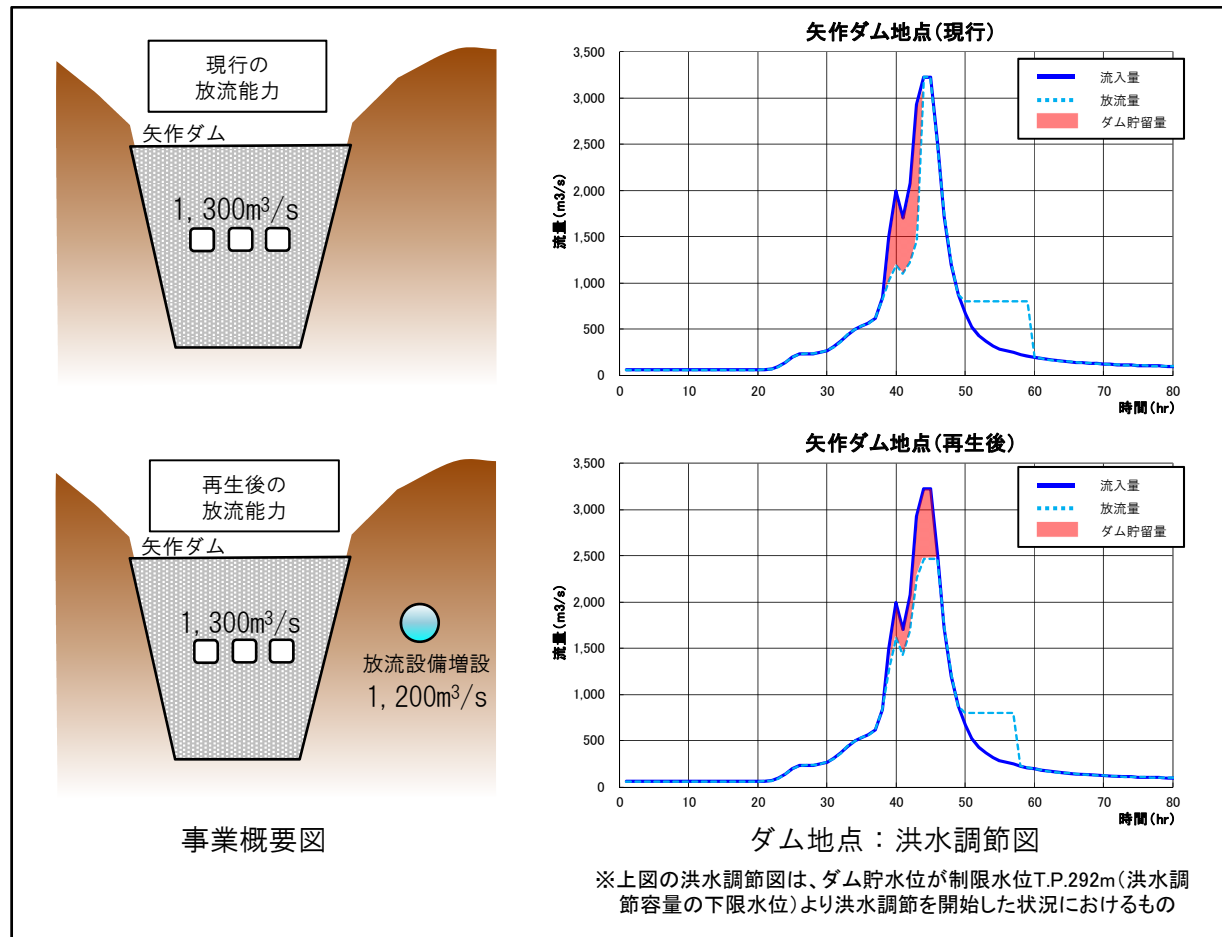 現行の
放流能力
矢作ダム
1,300m³/s
矢作ダム地点(現行)
流量(m3/s)
3,500
3,000
2,500
2,000
1,500
1,000
500
0
0 10 20 30 40 50 60 70 80
時間(hr)
流入量
放流量
ダム貯留量
再生後の
放流能力
矢作ダム
1,300m³/s
放流設備増設
1,200m³/s
事業概要図
矢作ダム地点(再生後)
流量(m3/s)
3,500
3,000
2,500
2,000
1,500
1,000
500
0
0 10 20 30 40 50 60 70 80
時間(hr)
流入量
放流量
ダム貯留量
ダム地点:洪水調節図
※上図の洪水調節図は、ダム貯水位が制限水位T.P.292m(洪水調
節容量の下限水位)より洪水調節を開始した状況におけるもの